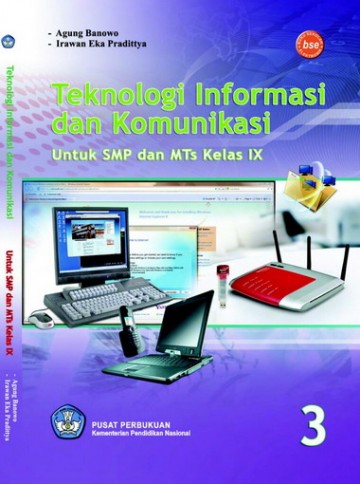 - Agung Banowo
- Irawan Eka Pradittya
bse
Teknologi Informasi
dan Komunikasi
Untuk SMP dan MTs Kelas IX
Teknologi Informasi dan Komunikasi
Untuk SMP dan MTs Kelas IX
- Agung Banowo
- Irawan Eka Pradittya
PUSAT PERBUKUAN
Kementerian Pendidikan Nasional
3